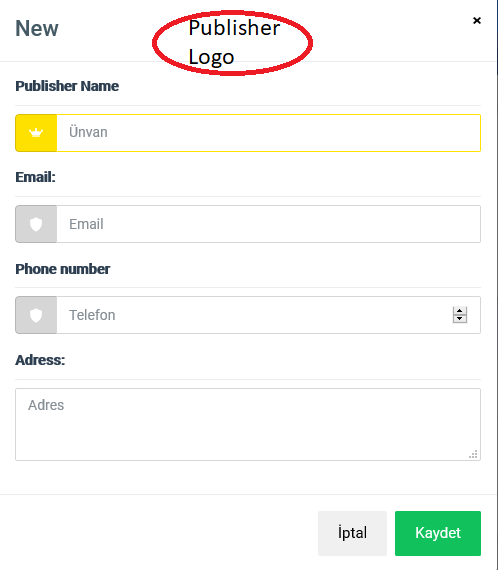 New
Publisher
Logo
×
Publisher Name
Ünvan
Email:
Email
Phone number
Telefon
Adress:
Adres
İptal
Kaydet